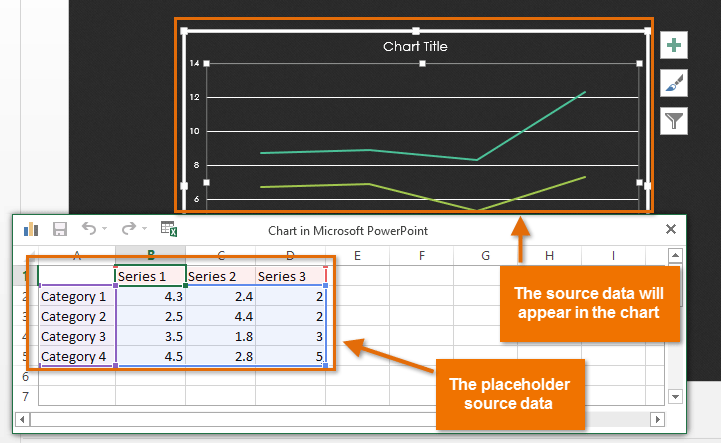 Chart Title
14
12
10
8
6
Chart in Microsoft PowerPoint
A B C D E F G H I
1 Series 1 Series 2 Series 3
2 Category 1 4.3 2.4 2
3 Category 2 2.5 4.4 2
4 Category 3 3.5 1.8 3
5 Category 4 4.5 2.8 5
6
7
The source data will
appear in the chart
The placeholder
source data